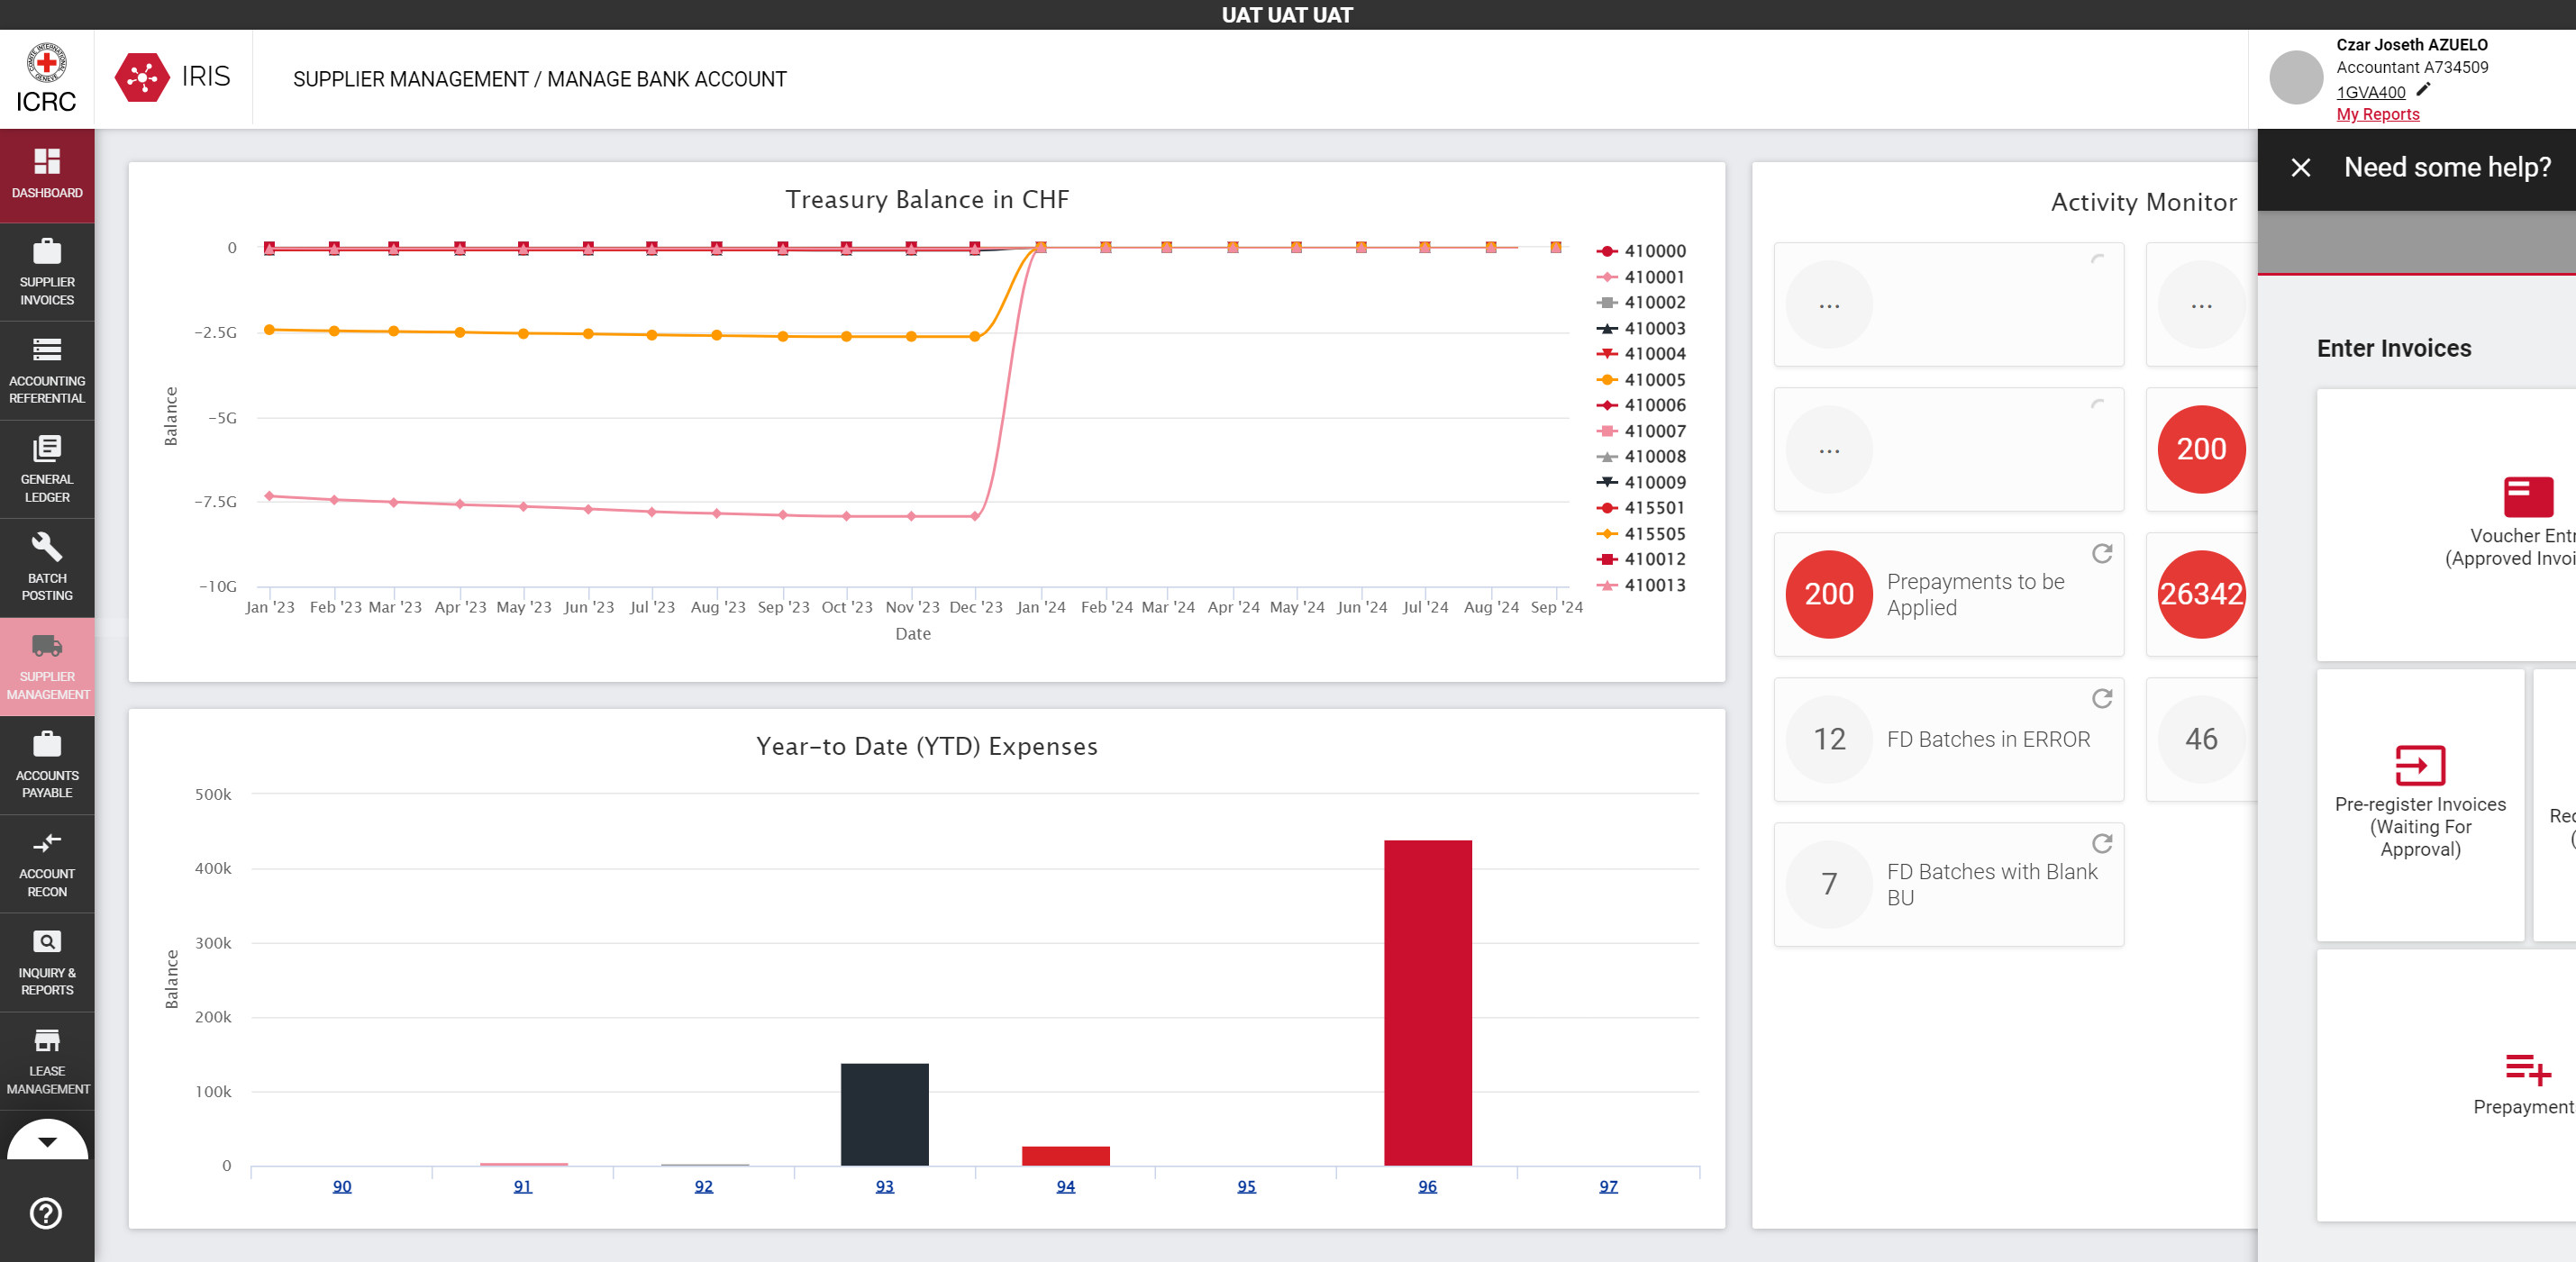 UAT UAT UAT
ICRC
IRIS
SUPPLIER MANAGEMENT / MANAGE BANK ACCOUNT
Czar Joseth AZUELO
Accountant A734509
1GVA400
My Reports
DASHBOARD
SUPPLIER
INVOICES
ACCOUNTING
REFERENTIAL
GENERAL
LEDGER
BATCH
POSTING
SUPPLIER
MANAGEMENT
ACCOUNTS
PAYABLE
ACCOUNT
RECON
INQUIRY &
REPORTS
LEASE
MANAGEMENT
Treasury Balance in CHF
Balance
0
-2.5G
-5G
-7.5G
-10G
Jan '23 Feb '23 Mar '23 Apr '23 May '23 Jun '23 Jul '23 Aug '23 Sep '23 Oct '23 Nov '23 Dec '23 Jan '24 Feb '24 Mar '24 Apr '24 May '24 Jun '24 Jul '24 Aug '24 Sep '24
Date
410000
410001
410002
410003
410004
410005
410006
410007
410008
410009
415501
415505
410012
410013
Year-to Date (YTD) Expenses
Balance
500k
400k
300k
200k
100k
0
90 91 92 93 94 95 96 97
Activity Monitor
...
...
...
200
200
Prepayments to be
Applied
26342
12
FD Batches in ERROR
46
7
FD Batches with Blank
BU
Need some help?
Enter Invoices
Voucher Entr
(Approved Invoi
Pre-register Invoices
(Waiting For
Approval)
Rec
(
Prepayment